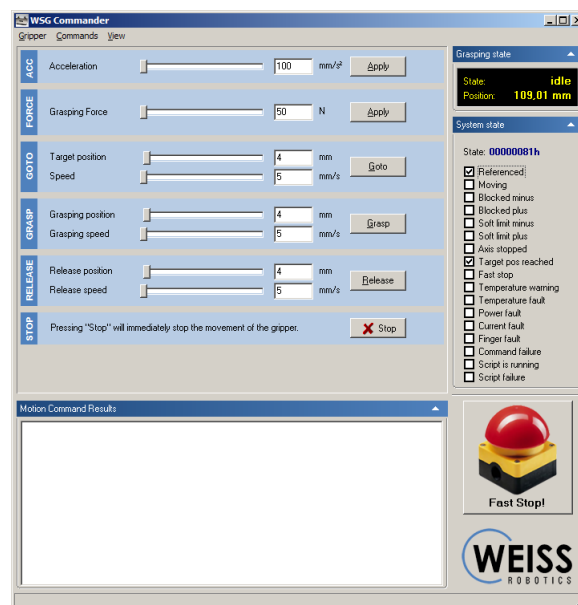 WSG Commander
Gripper Commands View
ACC
Acceleration 100 mm/s² Apply
FORCE
Grasping Force 50 N Apply
GOTO
Target position 4 mm
Speed 5 mm/s
Goto
GRASP
Grasping position 4 mm
Grasping speed 5 mm/s
Grasp
RELEASE
Release position 4 mm
Release speed 5 mm/s
Release
STOP
Pressing "Stop" will immediately stop the movement of the gripper. Stop
Motion Command Results
Grasping state
State: idle
Position: 109,01 mm
System state
State: 00000081h
Referenced
Moving
Blocked minus
Blocked plus
Soft limit minus
Soft limit plus
Axis stopped
Target pos reached
Fast stop
Temperature warning
Temperature fault
Power fault
Current fault
Finger fault
Command failure
Script is running
Script failure
Fast Stop!
WEISS
ROBOTICS